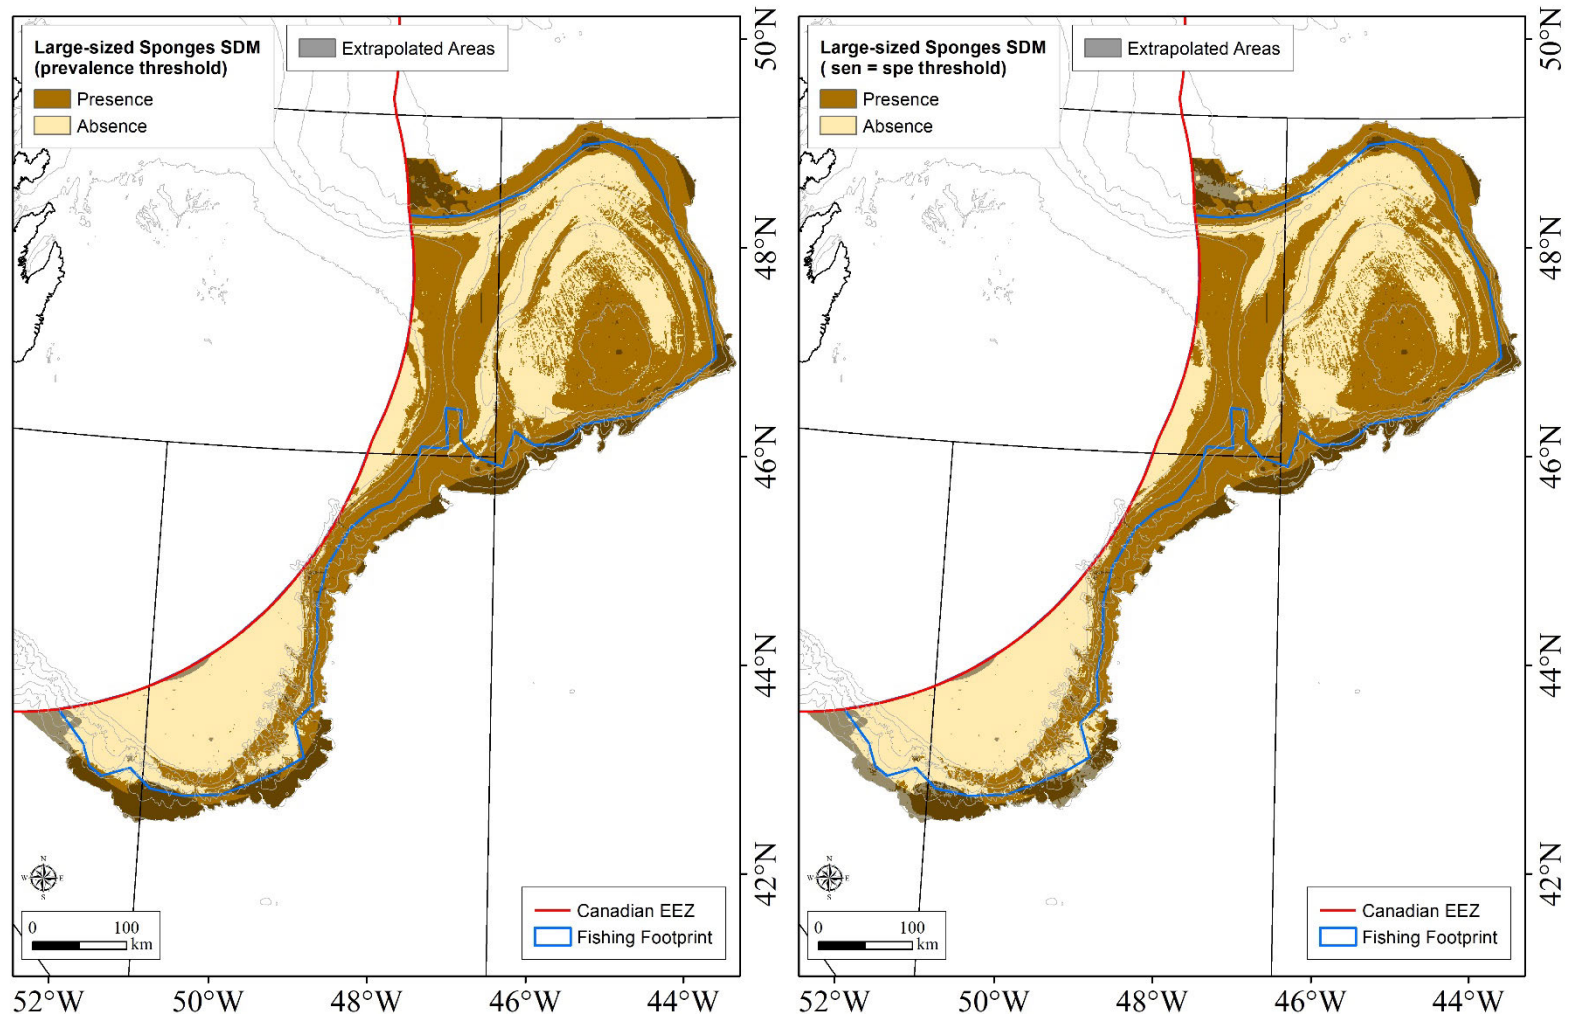 Large-sized Sponges SDM
(prevalence threshold)
Presence
Absence
Extrapolated Areas
N
W E
S
0 100
km
Canadian EEZ
Fishing Footprint
50°N
48°N
46°N
44°N
42°N
52°W 50°W 48°W 46°W 44°W
Large-sized Sponges SDM
( sen = spe threshold)
Presence
Absence
Extrapolated Areas
N
W E
S
0 100
km
Canadian EEZ
Fishing Footprint
50°N
48°N
46°N
44°N
42°N
52°W 50°W 48°W 46°W 44°W